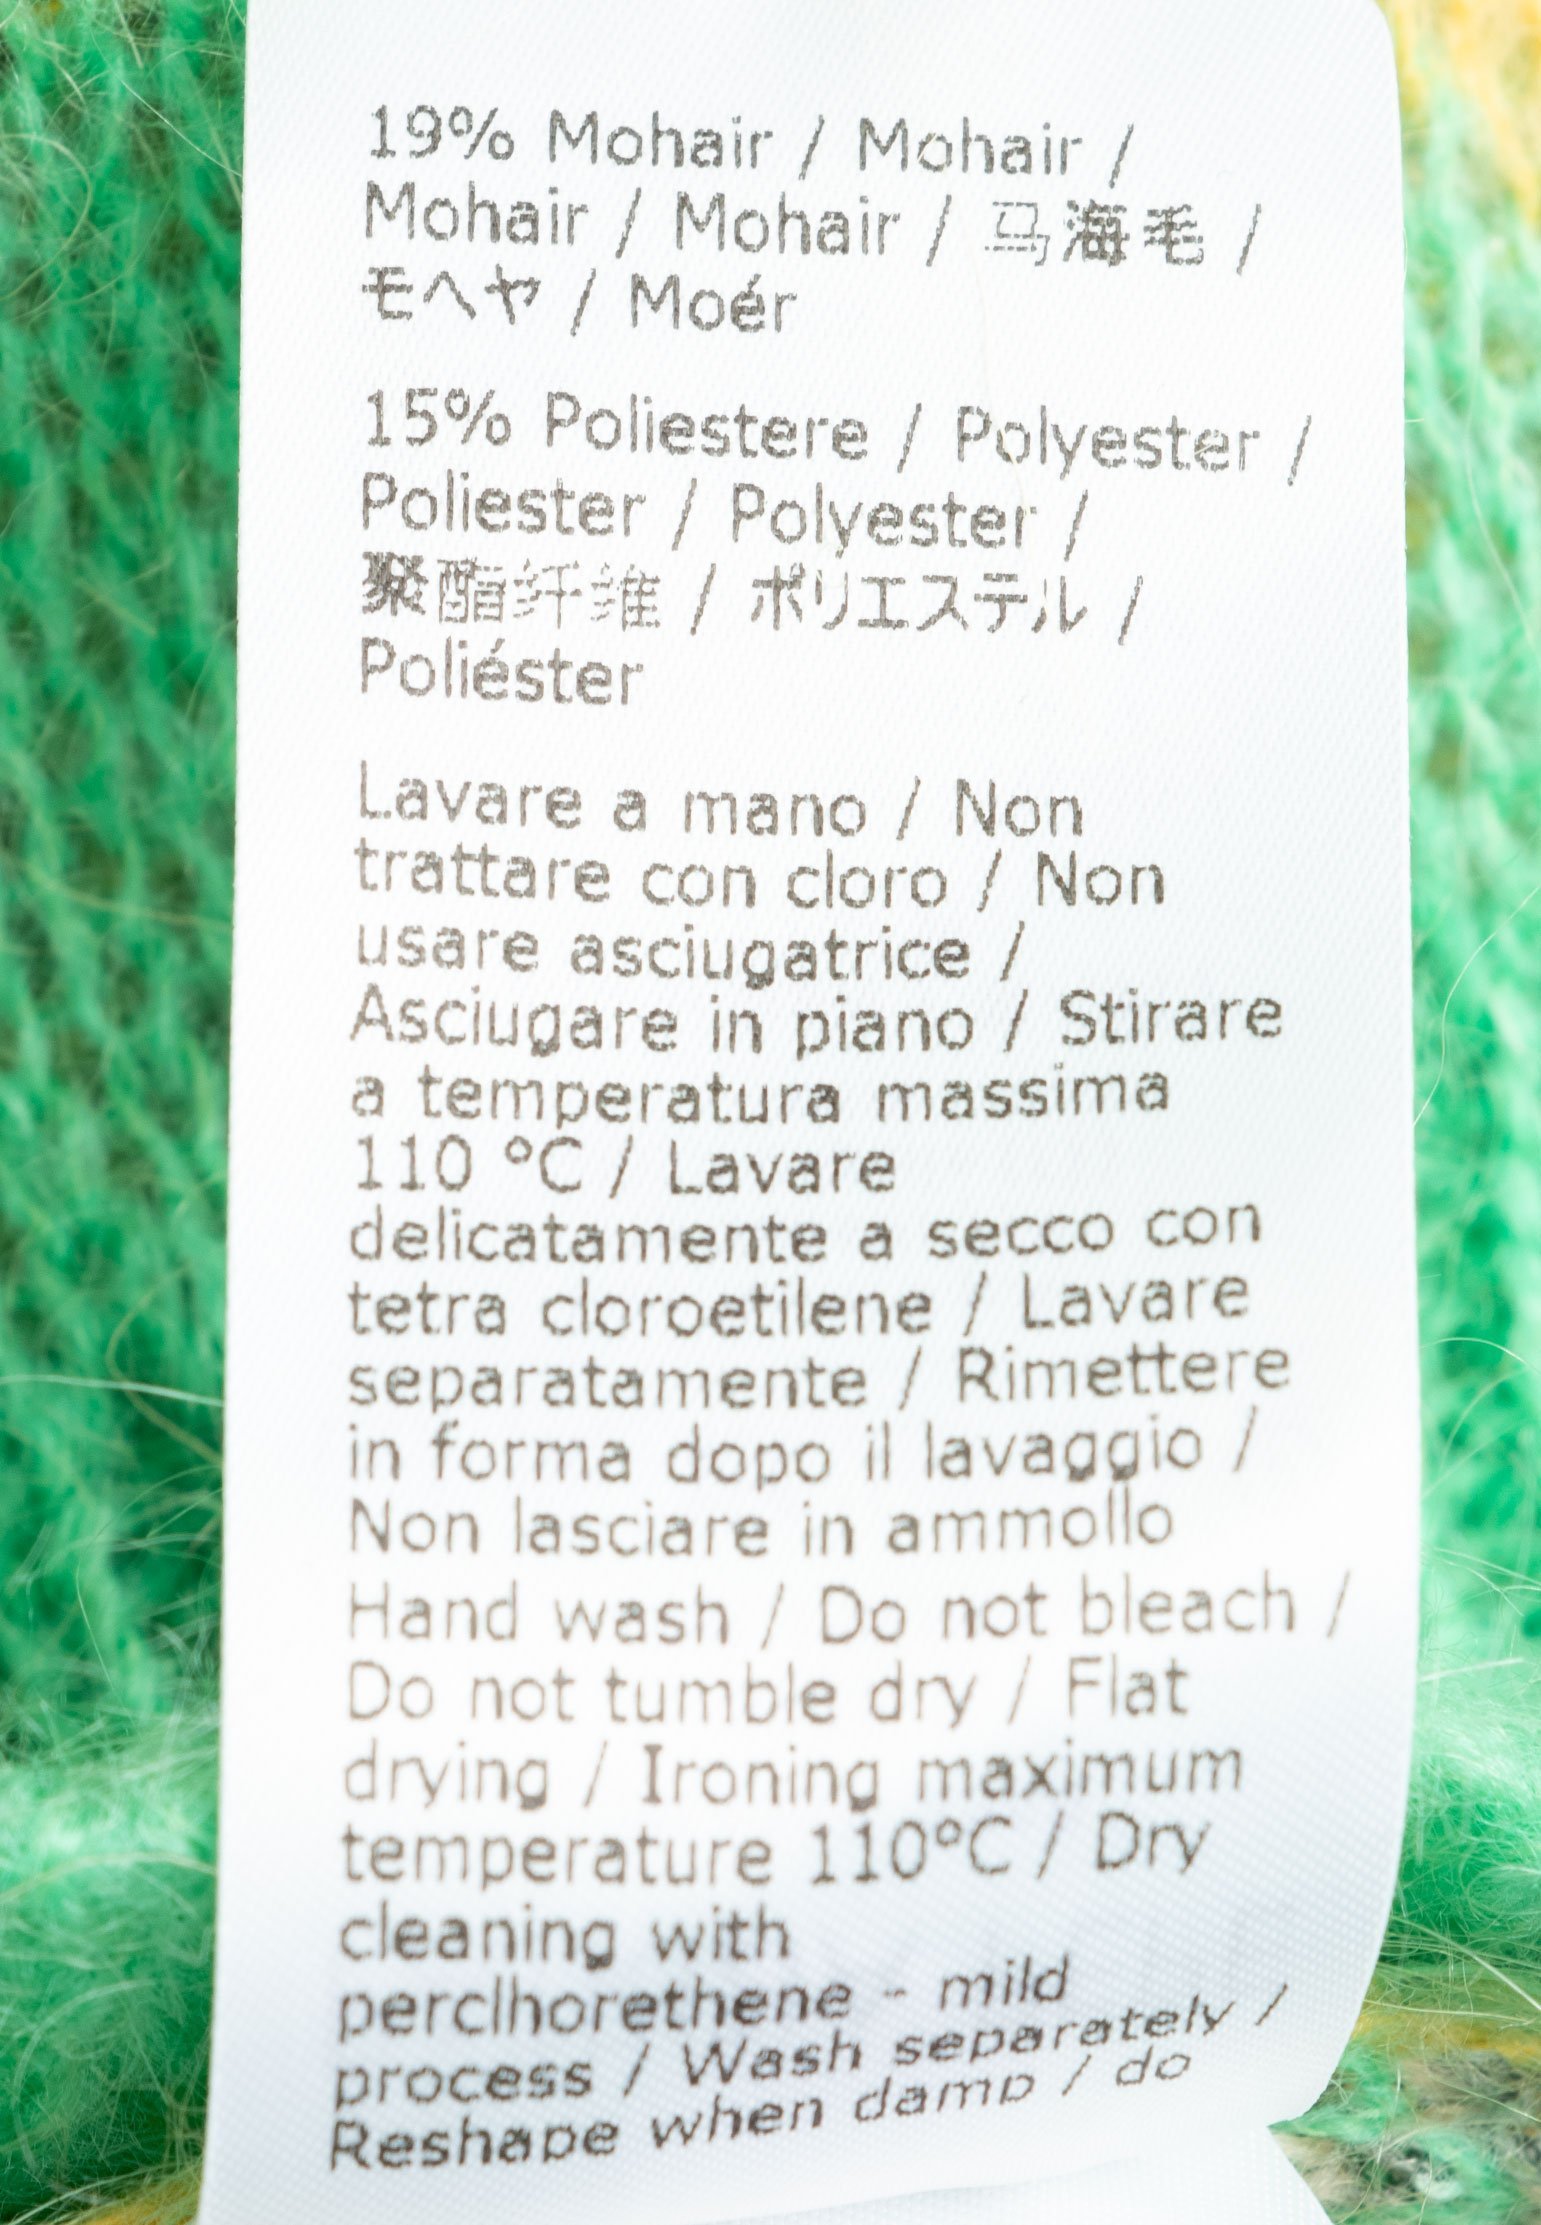 19% Mohair / Mohair /
Mohair / Mohair / 马海毛 /
モヘヤ / Moér
15% Poliestere / Polyester /
Poliester / Polyester /
聚酯纤维 / ポリエステル /
Poliéster
Lavare a mano / Non
trattare con cloro / Non
usare asciugatrice /
Asciugare in piano / Stirare
a temperatura massima
110 °C / Lavare
delicatamente a secco con
tetra cloroetilene / Lavare
separatamente / Rimettere
in forma dopo il lavaggio /
Non lasciare in ammollo
Hand wash / Do not bleach /
Do not tumble dry / Flat
drying / Ironing maximum
temperature 110°C / Dry
cleaning with
perclhorethene - mild
process / Wash separately /
Reshape when damp / do